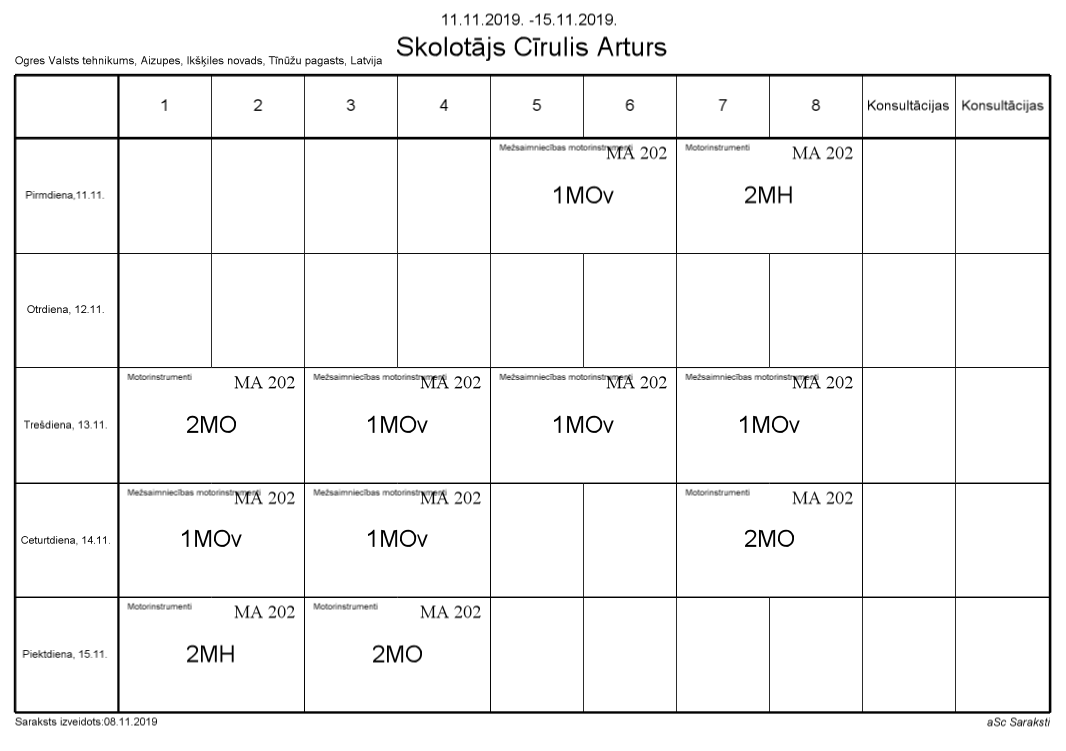 11.11.2019. -15.11.2019.
Skolotājs Cīrulis Arturs
Ogres Valsts tehnikums, Aizupes, Ikšķiles novads, Tīnūžu pagasts, Latvija
1 2 3 4 5 6 7 8 Konsultācijas Konsultācijas
Mežsaimniecības motorinstrumenti MA 202 Motorinstrumenti MA 202
Pirmdiena,11.11. 1MOv 2MH
Otrdiena, 12.11.
Motorinstrumenti MA 202 Mežsaimniecības motorinstrumenti MA 202 Mežsaimniecības motorinstrumenti MA 202 Mežsaimniecības motorinstrumenti MA 202
Trešdiena, 13.11. 2MO 1MOv 1MOv 1MOv
Mežsaimniecības motorinstrumenti MA 202 Mežsaimniecības motorinstrumenti MA 202 Motorinstrumenti MA 202
Ceturtdiena, 14.11. 1MOv 1MOv 2MO
Motorinstrumenti MA 202 Motorinstrumenti MA 202
Piektdiena, 15.11. 2MH 2MO
Saraksts izveidots:08.11.2019 aSc Saraksti